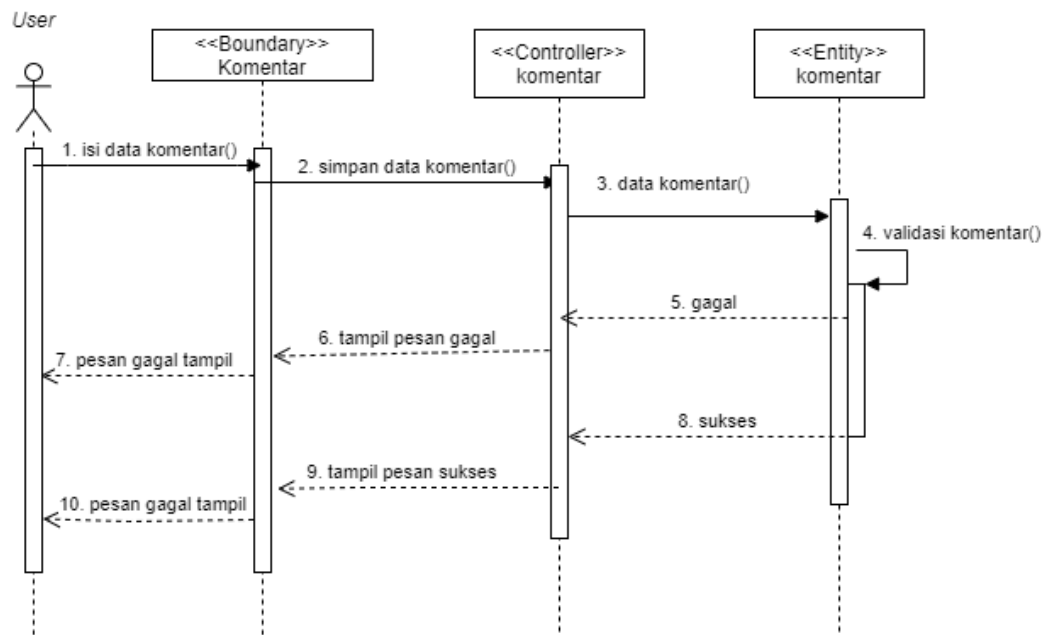 User
<<Boundary>>
Komentar
<<Controller>>
komentar
<<Entity>>
komentar
1. isi data komentar()
2. simpan data komentar()
3. data komentar()
4. validasi komentar()
5. gagal
6. tampil pesan gagal
7. pesan gagal tampil
8. sukses
9. tampil pesan sukses
10. pesan gagal tampil